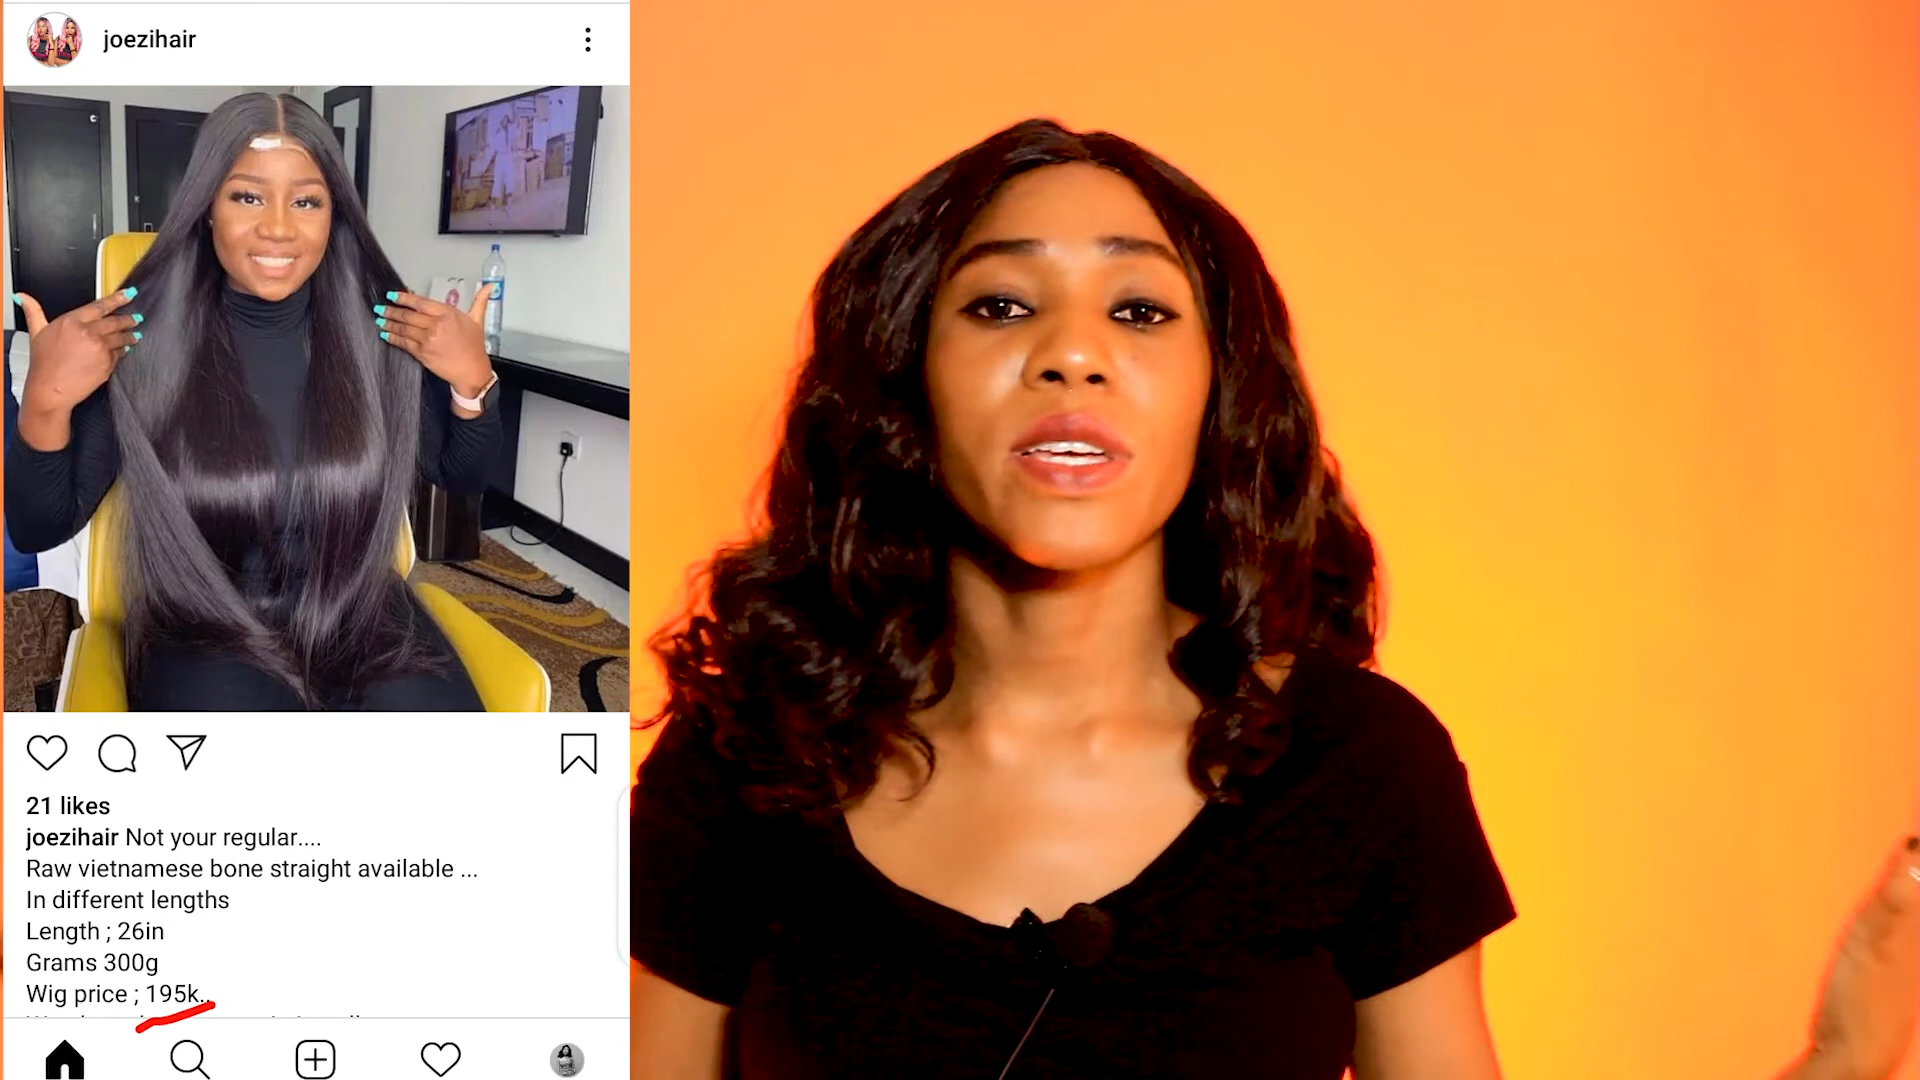 joezihair
21 likes
joezihair Not your regular....
Raw vietnamese bone straight available ...
In different lengths
Length ; 26in
Grams 300g
Wig price ; 195k..